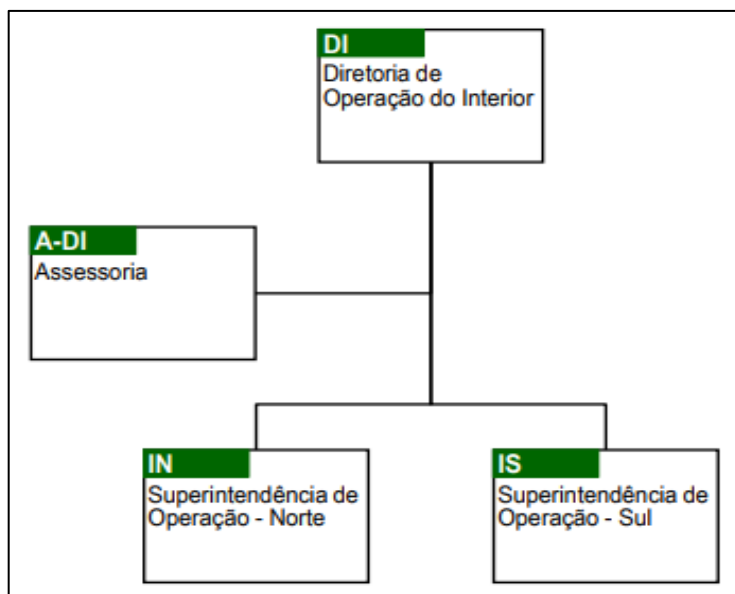 DI
Diretoria de
Operação do Interior
A-DI
Assessoria
IN
Superintendência de
Operação - Norte
IS
Superintendência de
Operação - Sul